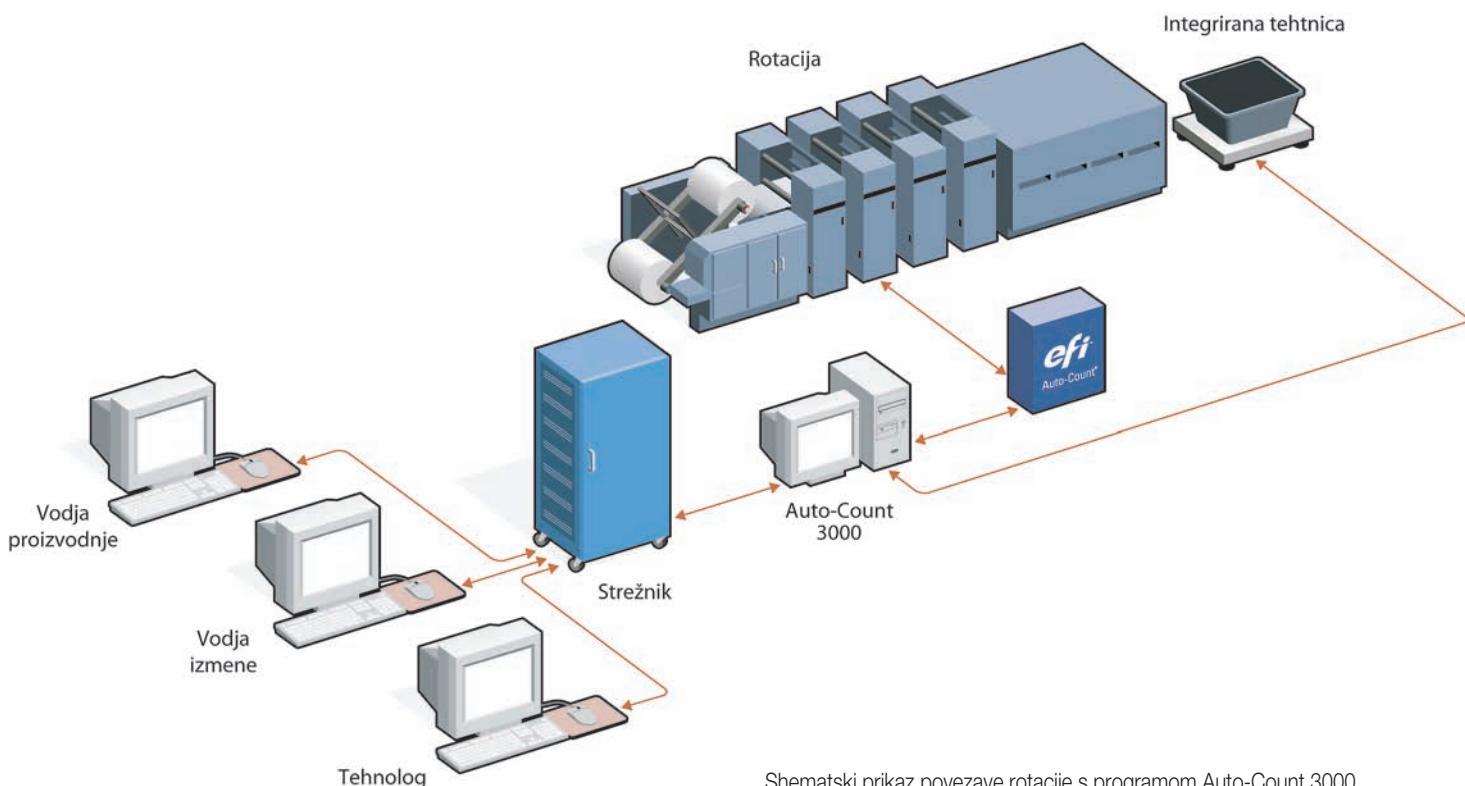 Integrirana tehtnica
Rotacija
efi
Auto-Count®
Auto-Count
3000
Strežnik
Vodja
proizvodnje
Vodja
izmene
Tehnolog
Shematski prikaz povezave rotacije s programom Auto-Count 3000